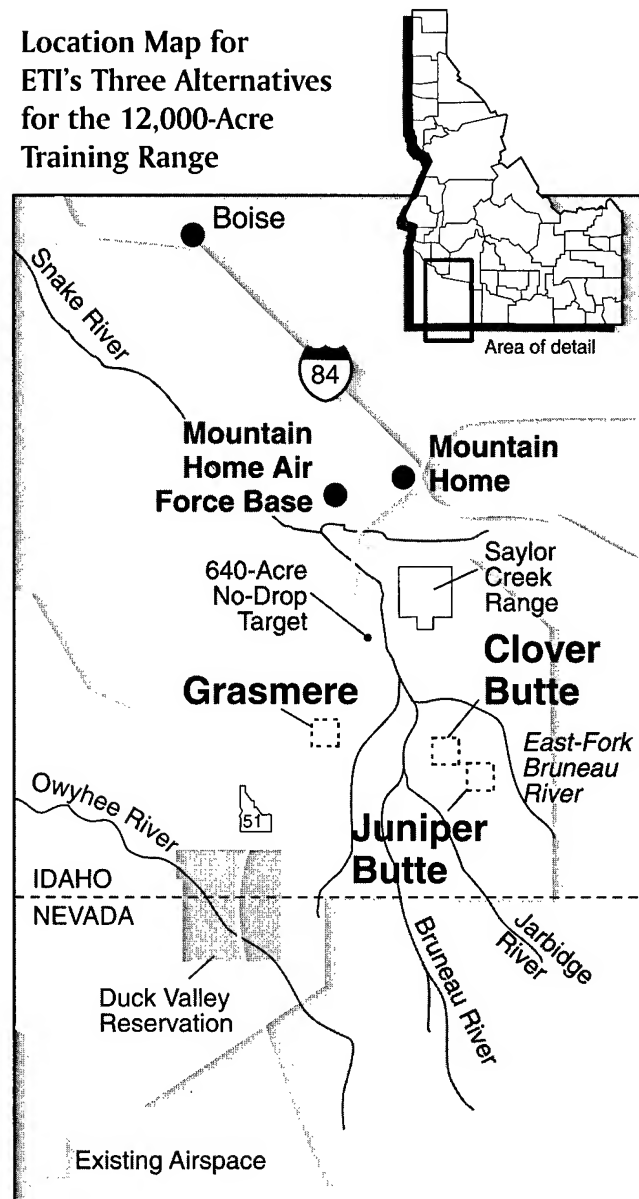 Location Map for
ETI's Three Alternatives
for the 12,000-Acre
Training Range
Area of detail
Boise
Snake River
84
Mountain
Home Air
Force Base
Mountain
Home
640-Acre
No-Drop
Target
Saylor
Creek
Range
Clover
Butte
Grasmere
East-Fork
Bruneau
River
Owyhee River
51
Juniper
Butte
IDAHO
NEVADA
Jarbidge
River
Bruneau River
Duck Valley
Reservation
Existing Airspace